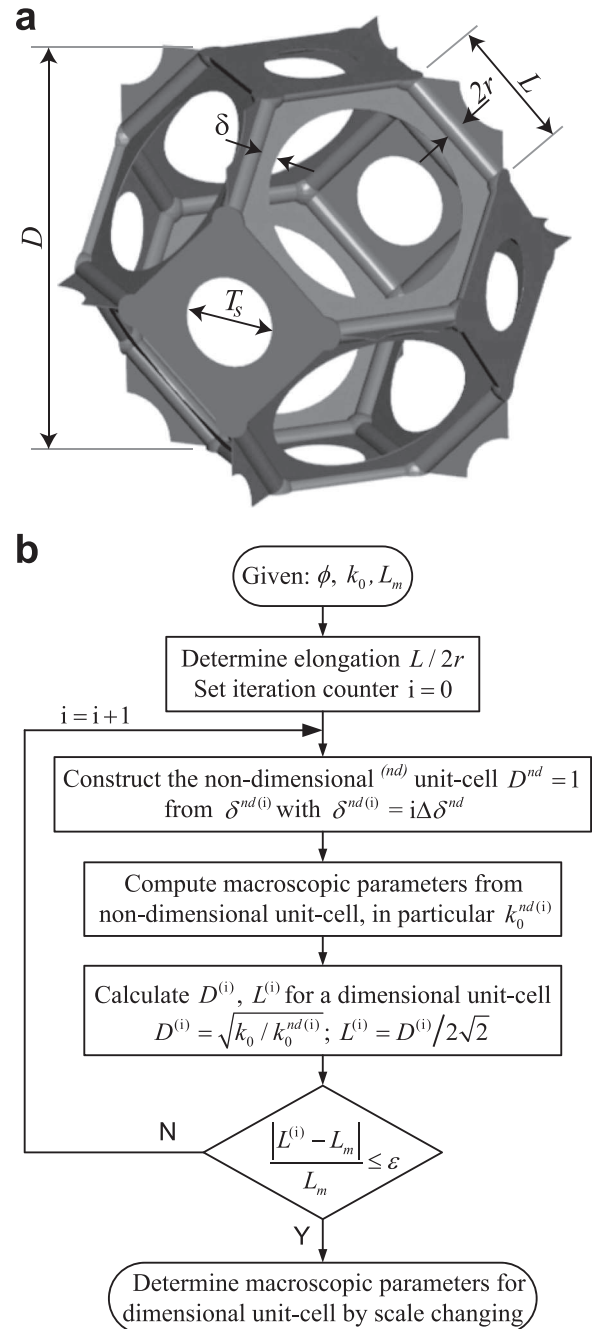 a
D
δ
T_s
2r
L
b
Given: ϕ, k_0, L_m
Determine elongation L / 2r
Set iteration counter i = 0
i = i + 1
Construct the non-dimensional ^(nd) unit-cell D^{nd} = 1
from δ^{nd(i)} with δ^{nd(i)} = iΔδ^{nd}
Compute macroscopic parameters from
non-dimensional unit-cell, in particular k_0^{nd(i)}
Calculate D^{(i)}, L^{(i)} for a dimensional unit-cell
D^{(i)} = √(k_0 / k_0^{nd(i)}); L^{(i)} = D^{(i)}/2√2
N
|L^{(i)} − L_m| / L_m ≤ ε
Y
Determine macroscopic parameters for
dimensional unit-cell by scale changing